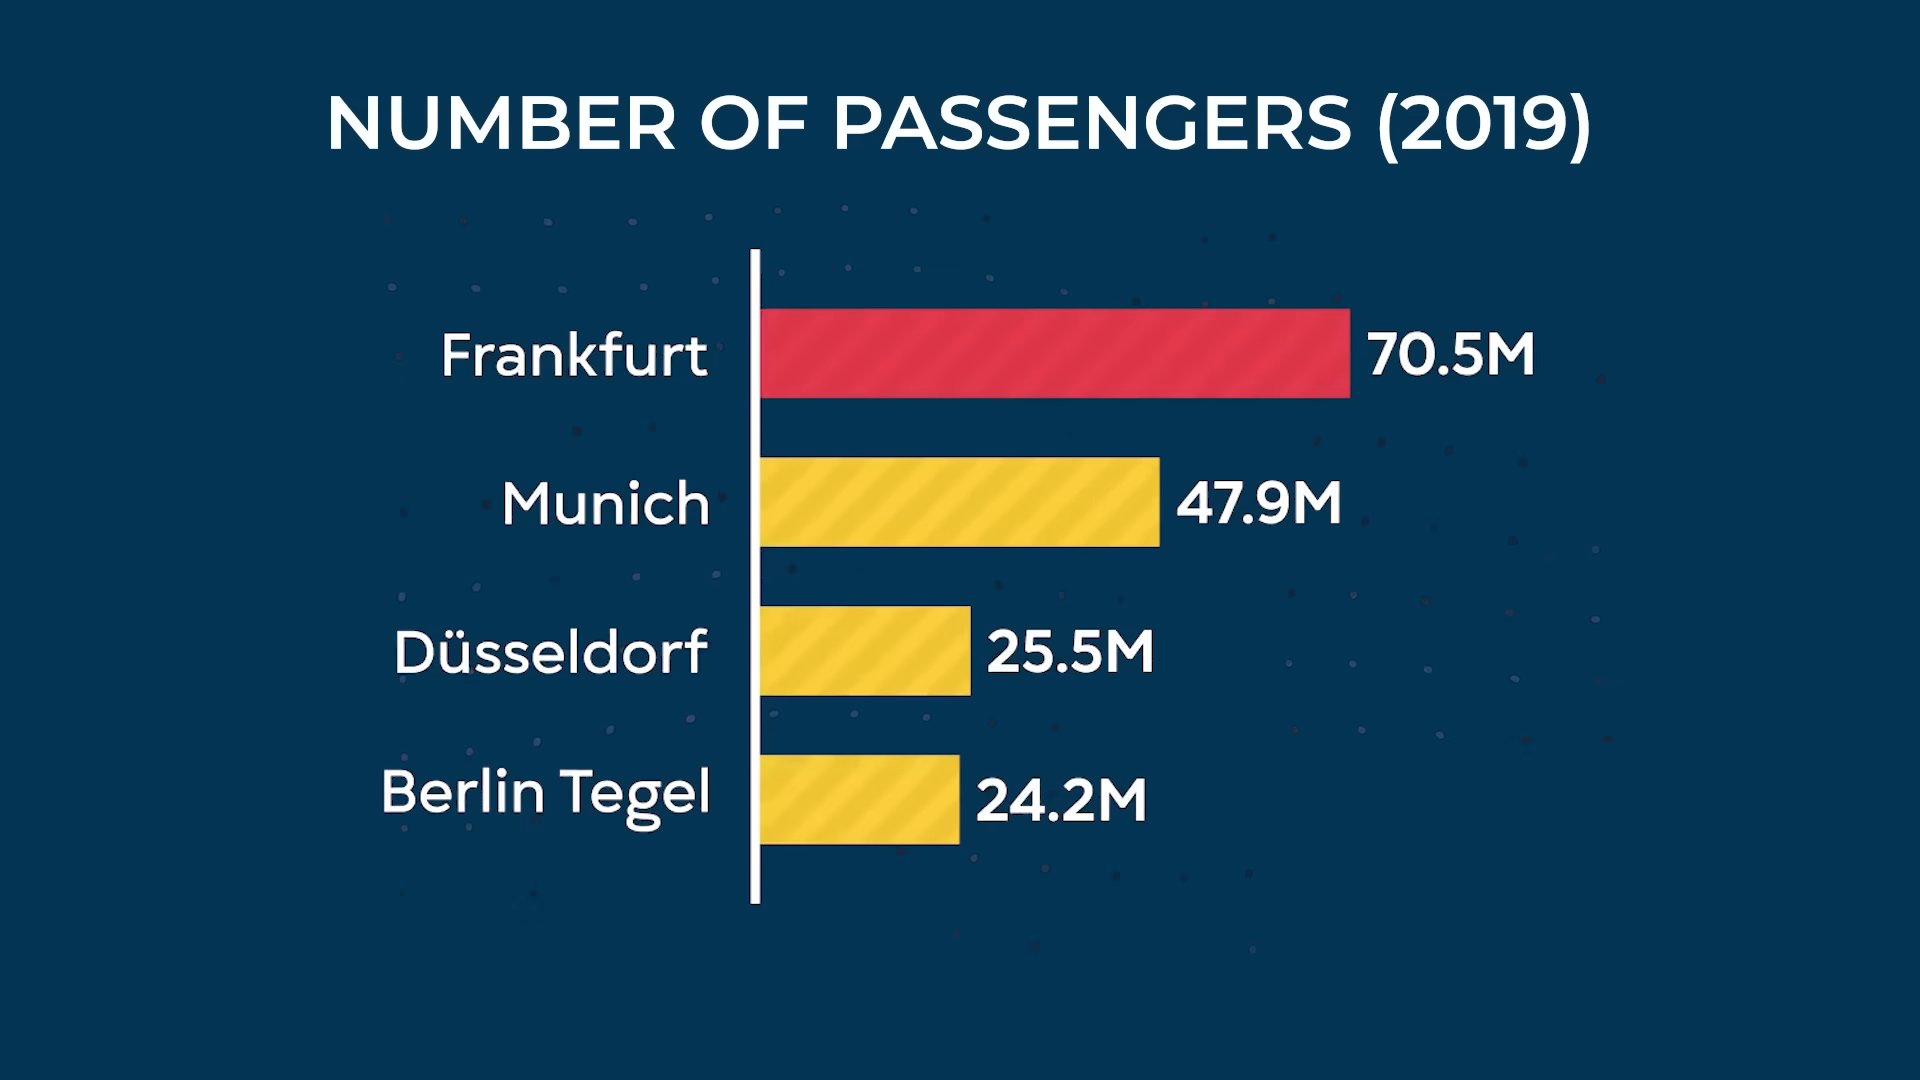 NUMBER OF PASSENGERS (2019)
Frankfurt 70.5M
Munich 47.9M
Düsseldorf 25.5M
Berlin Tegel 24.2M